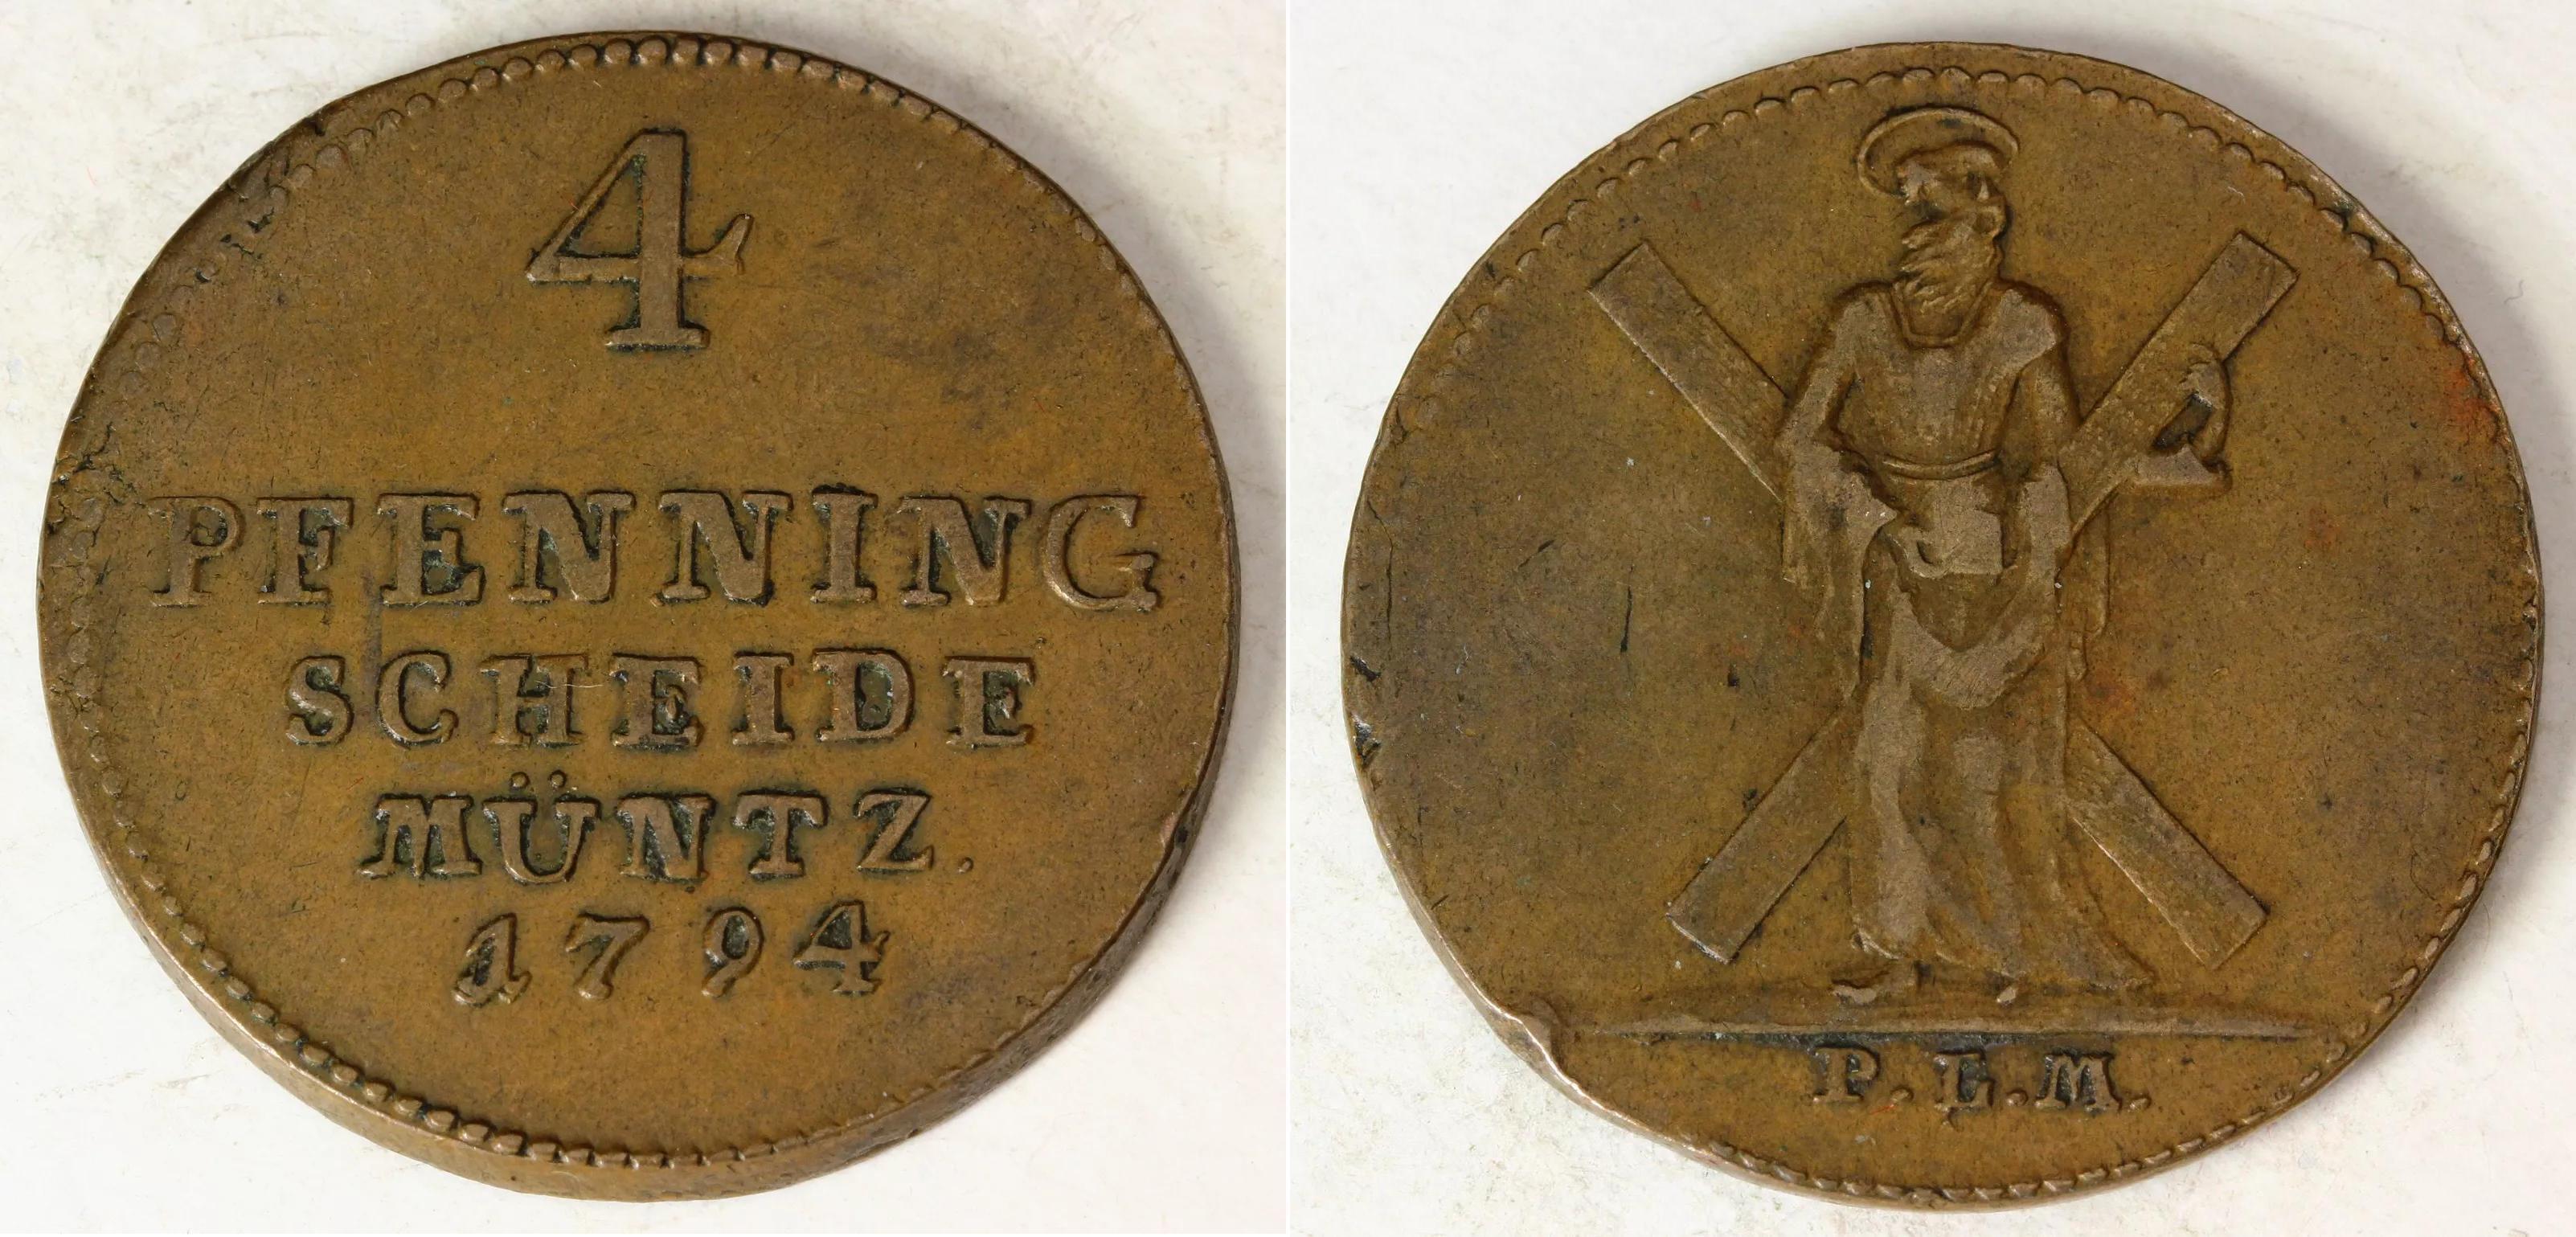 4
PFENNING
SCHEIDE
MÜNTZ.
1794
P.L.M.